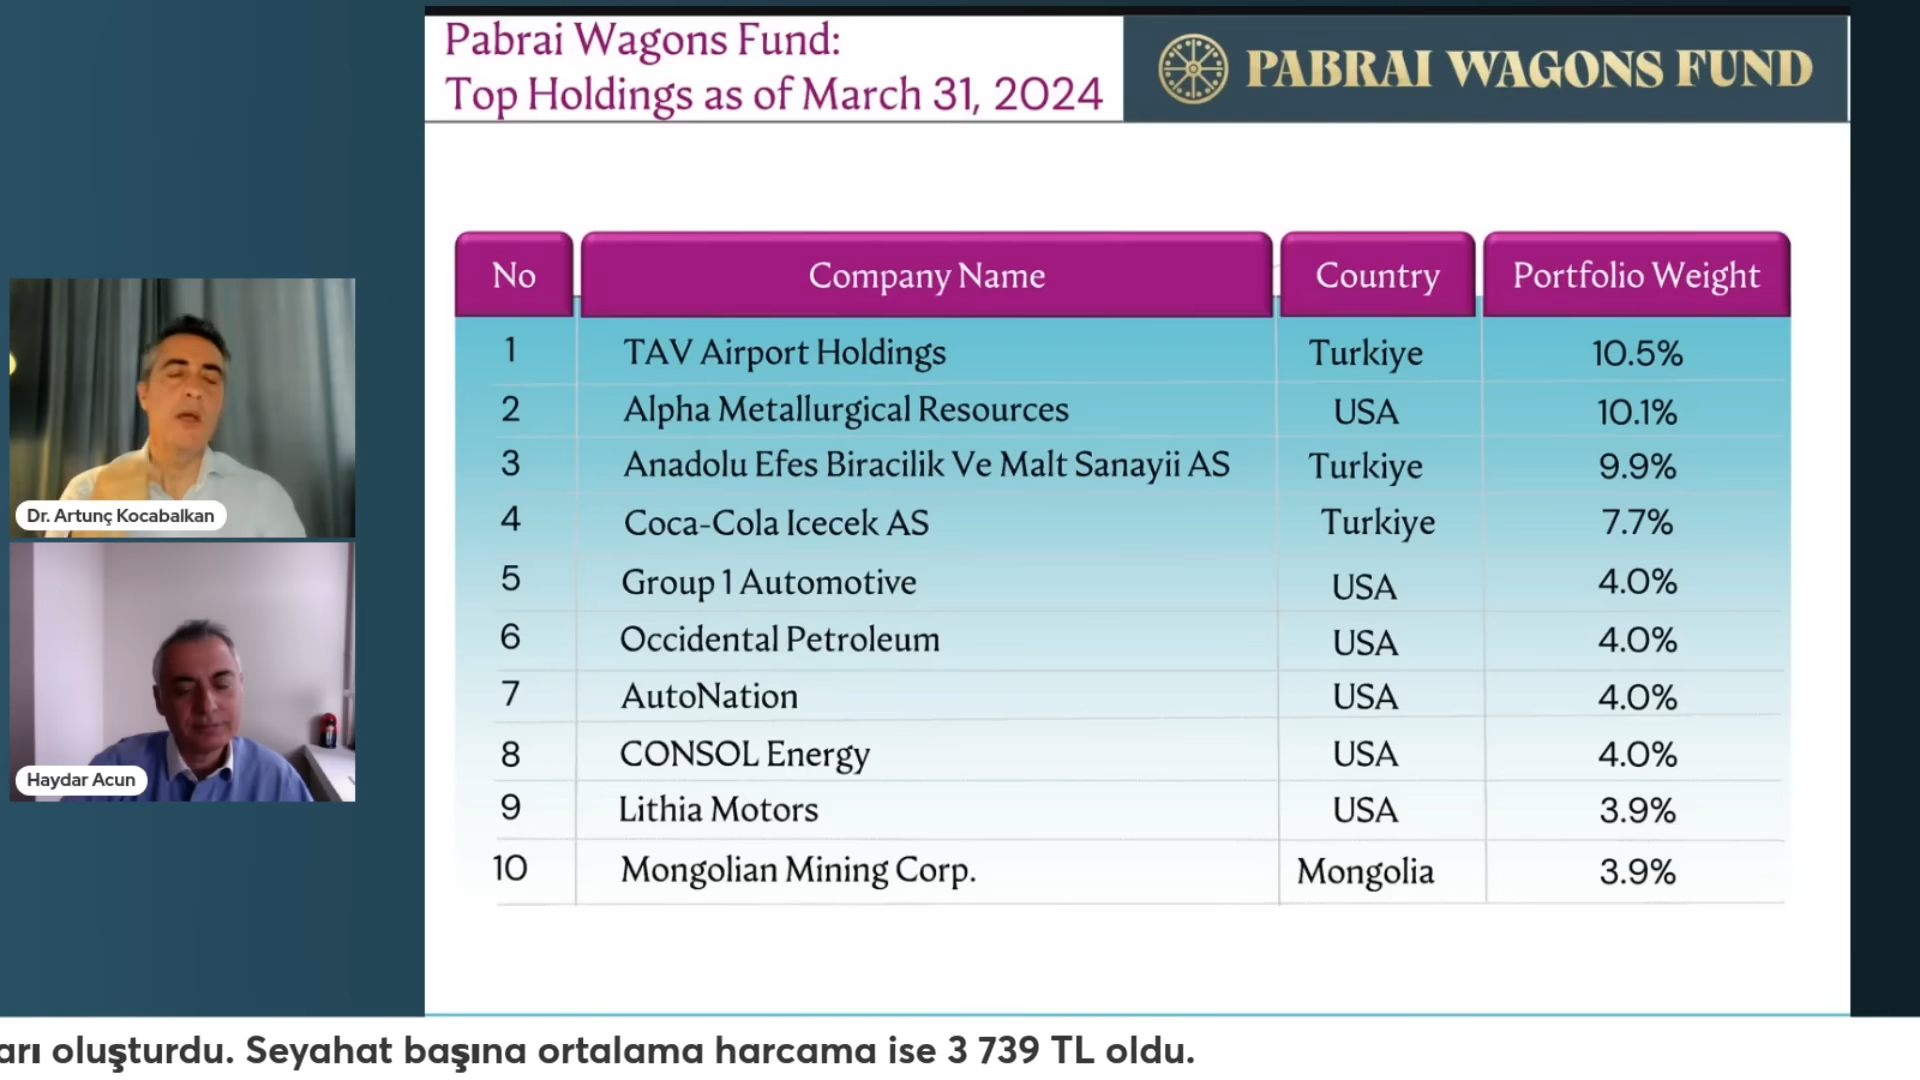 Pabrai Wagons Fund:
Top Holdings as of March 31, 2024
PABRAI WAGONS FUND
No Company Name Country Portfolio Weight
1 TAV Airport Holdings Turkiye 10.5%
2 Alpha Metallurgical Resources USA 10.1%
3 Anadolu Efes Biracilik Ve Malt Sanayii AS Turkiye 9.9%
4 Coca-Cola Icecek AS Turkiye 7.7%
5 Group 1 Automotive USA 4.0%
6 Occidental Petroleum USA 4.0%
7 AutoNation USA 4.0%
8 CONSOL Energy USA 4.0%
9 Lithia Motors USA 3.9%
10 Mongolian Mining Corp. Mongolia 3.9%
Dr. Artunç Kocabalkan
Haydar Acun
arı oluşturdu. Seyahat başına ortalama harcama ise 3 739 TL oldu.